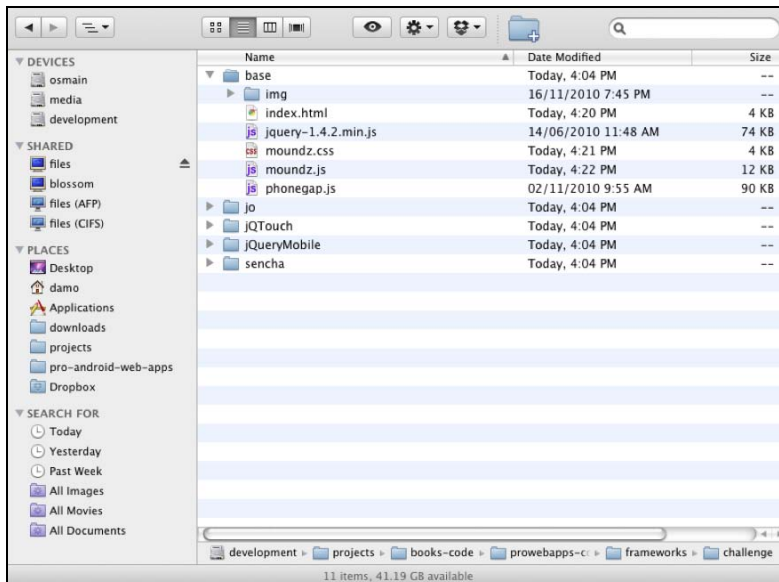 Name Date Modified Size
DEVICES
osmain
media
development
SHARED
files
blossom
files (AFP)
files (CIFS)
PLACES
Desktop
damo
Applications
downloads
projects
pro-android-web-apps
Dropbox
SEARCH FOR
Today
Yesterday
Past Week
All Images
All Movies
All Documents
base Today, 4:04 PM --
img 16/11/2010 7:45 PM --
index.html Today, 4:20 PM 4 KB
js jquery-1.4.2.min.js 14/06/2010 11:48 AM 74 KB
css moundz.css Today, 4:21 PM 4 KB
js moundz.js Today, 4:22 PM 12 KB
js phonegap.js 02/11/2010 9:55 AM 90 KB
jo Today, 4:04 PM --
jQTouch Today, 4:04 PM --
jQueryMobile Today, 4:04 PM --
sencha Today, 4:04 PM --
development projects books-code prowebapps-c frameworks challenge
11 items, 41.19 GB available